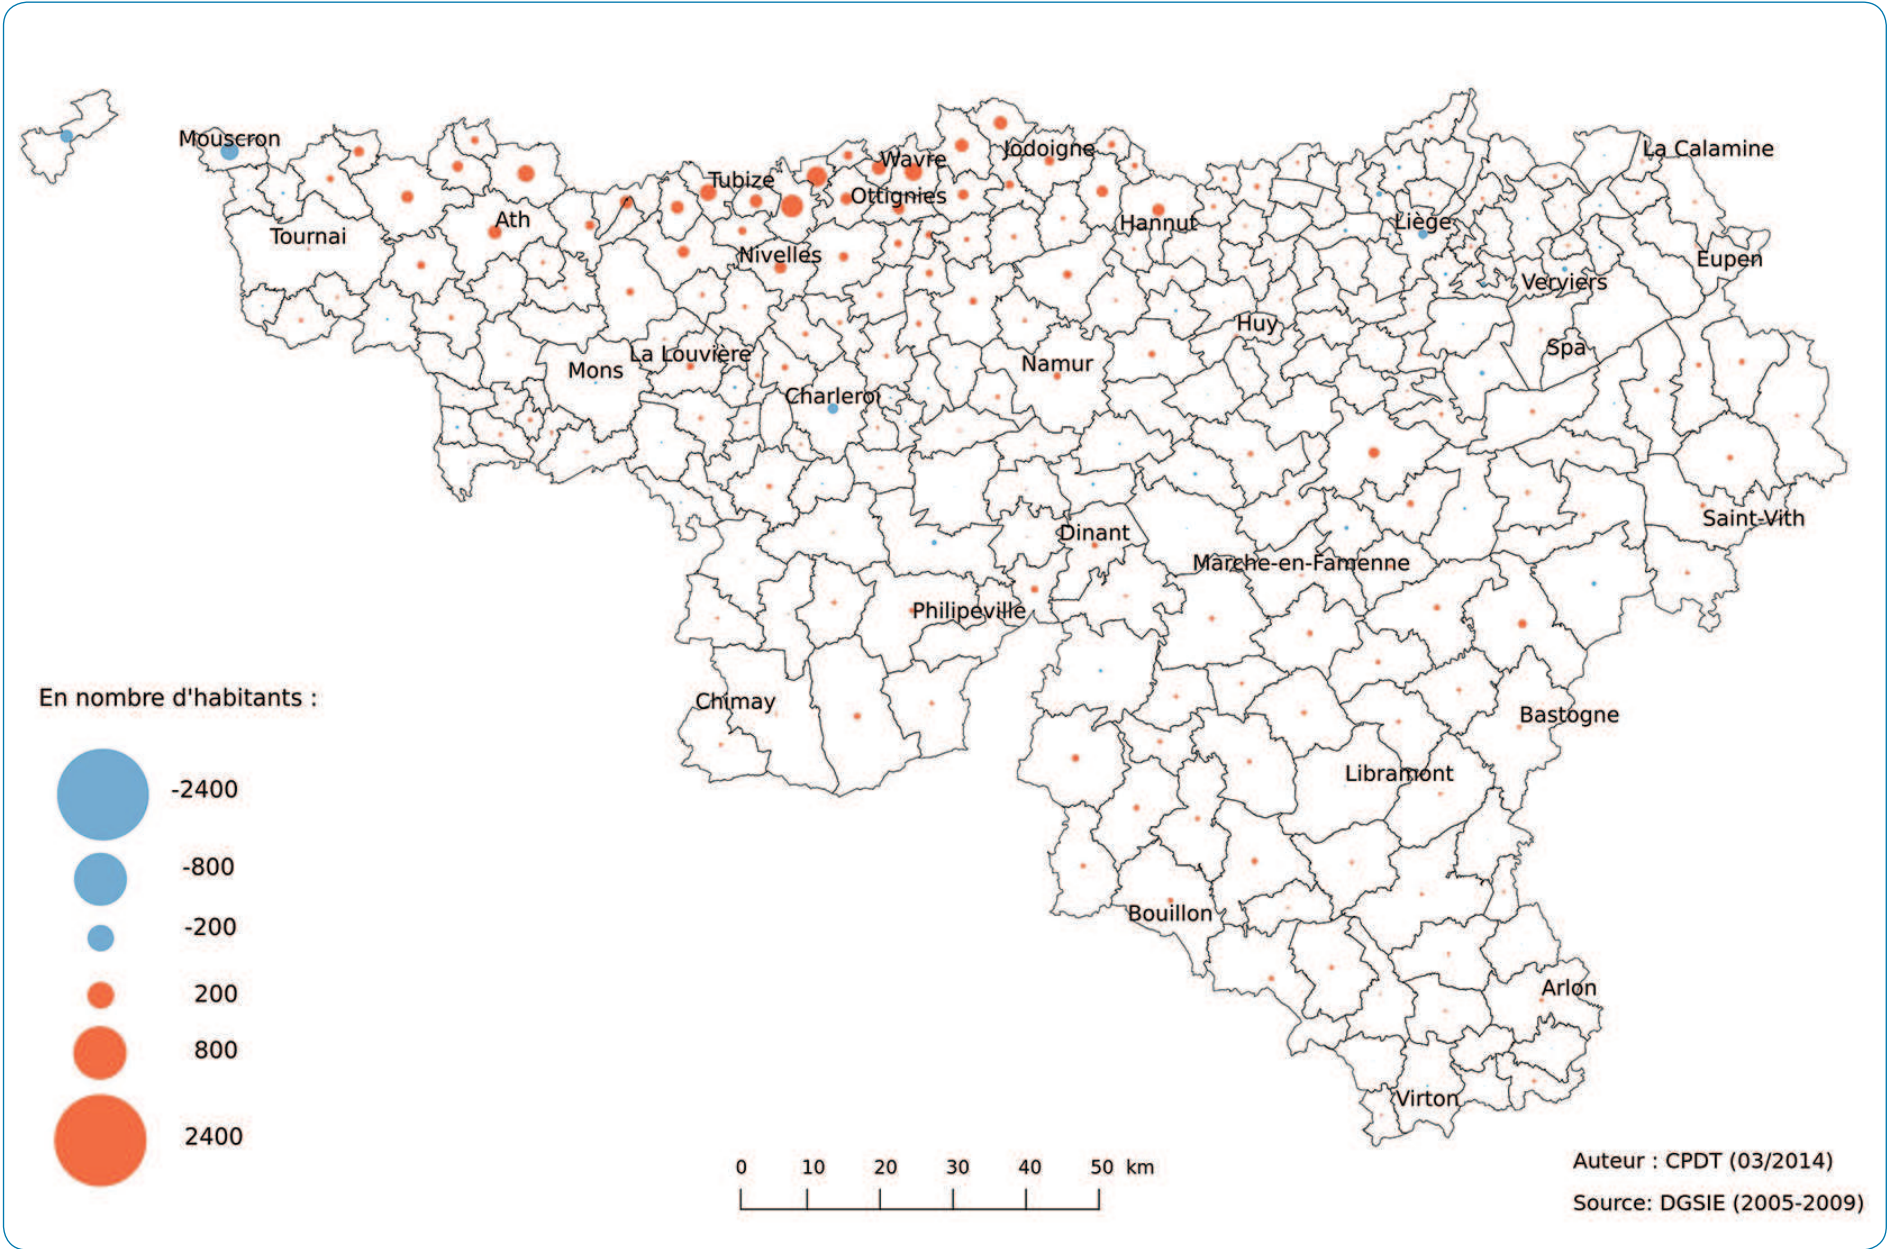 Mouscron
La Calamine
Jodoigne
Wavre
Tubize
Ottignies
Ath
Hannut
Liège
Tournai
Nivelles
Eupen
Verviers
Huy
Spa
La Louvière
Namur
Mons
Charleroi
Saint-Vith
Dinant
Marche-en-Famenne
Philipeville
Chimay
Bastogne
Libramont
Bouillon
Arlon
Virton
En nombre d'habitants :
-2400
-800
-200
200
800
2400
0 10 20 30 40 50 km
Auteur : CPDT (03/2014)
Source: DGSIE (2005-2009)